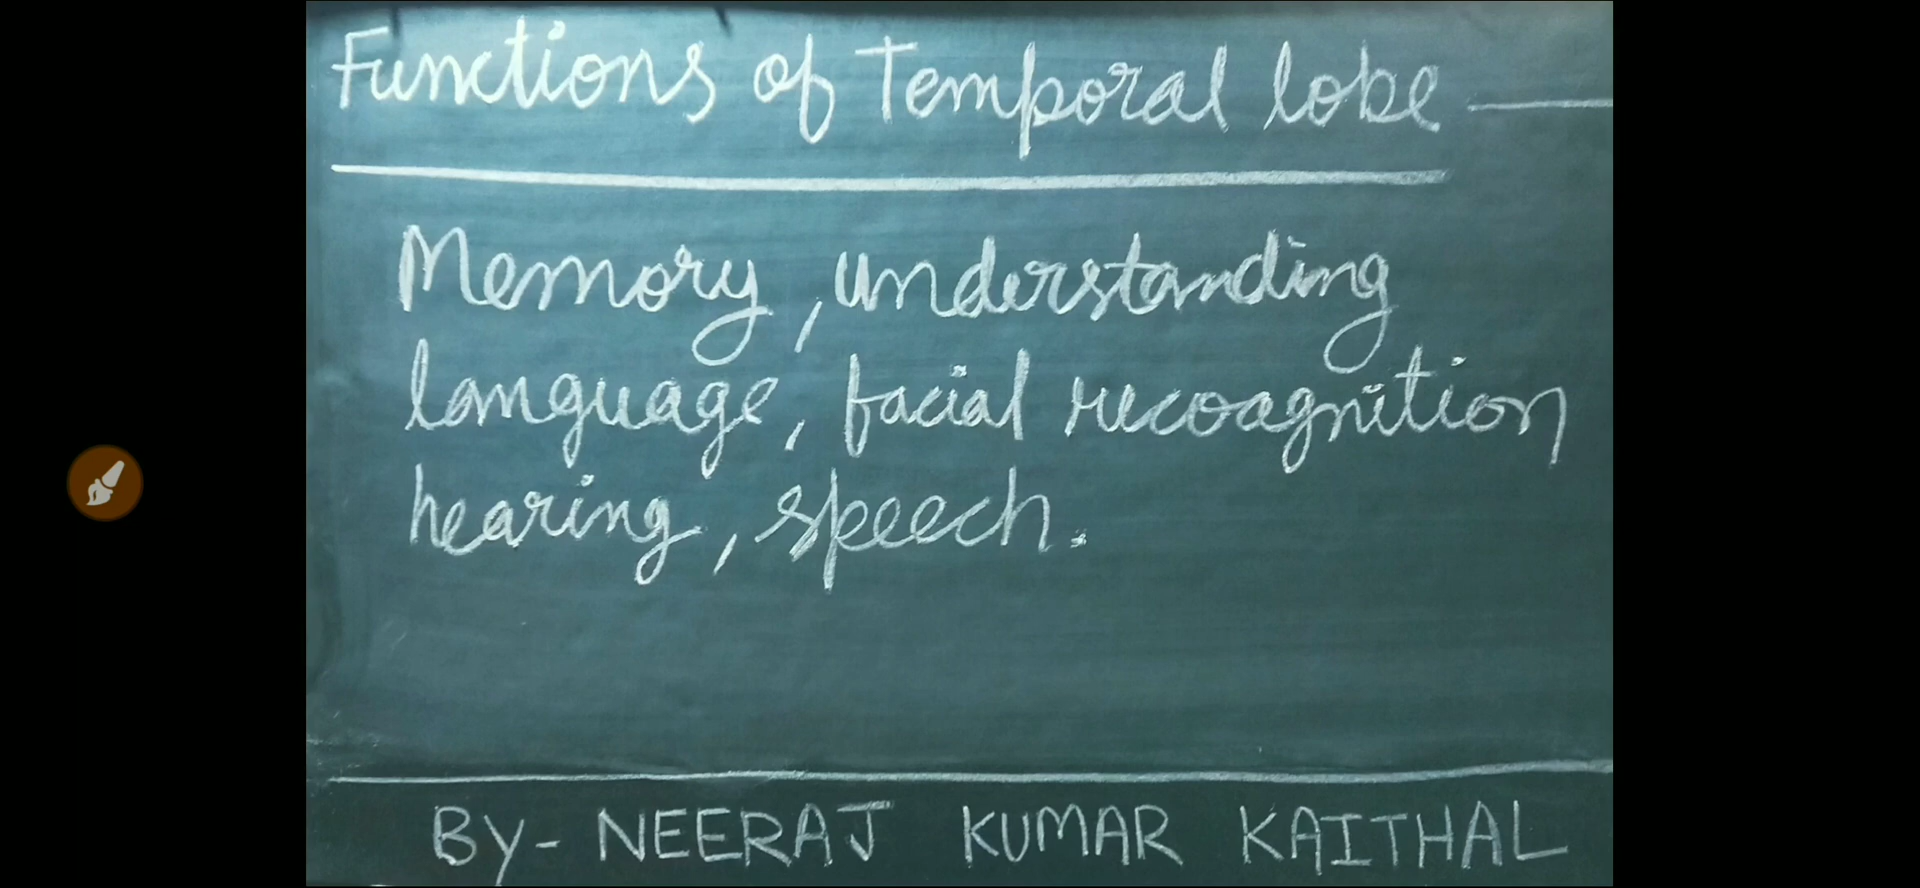 Functions of Temporal lobe —
Memory, understanding
language, facial recoagnition
hearing, speech.
BY- NEERAJ KUMAR KAITHAL